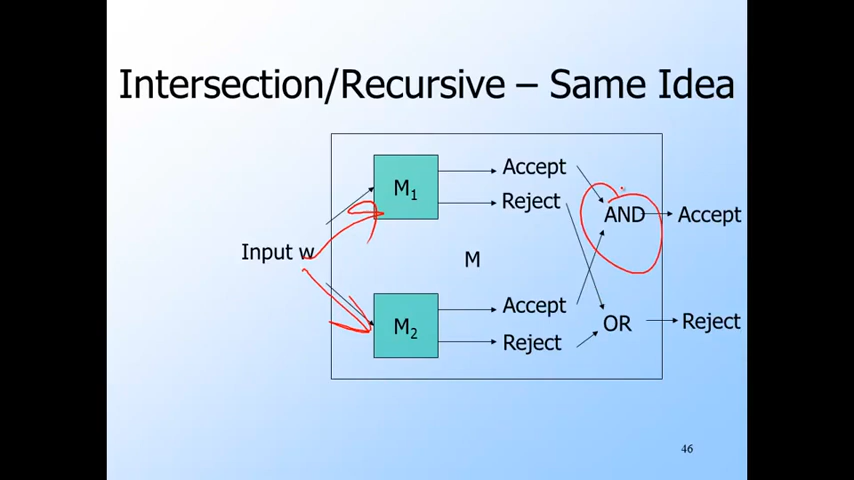 Intersection/Recursive – Same Idea
Accept
M1
Reject
AND
Accept
Input w
M
Accept
M2
Reject
OR
Reject
46